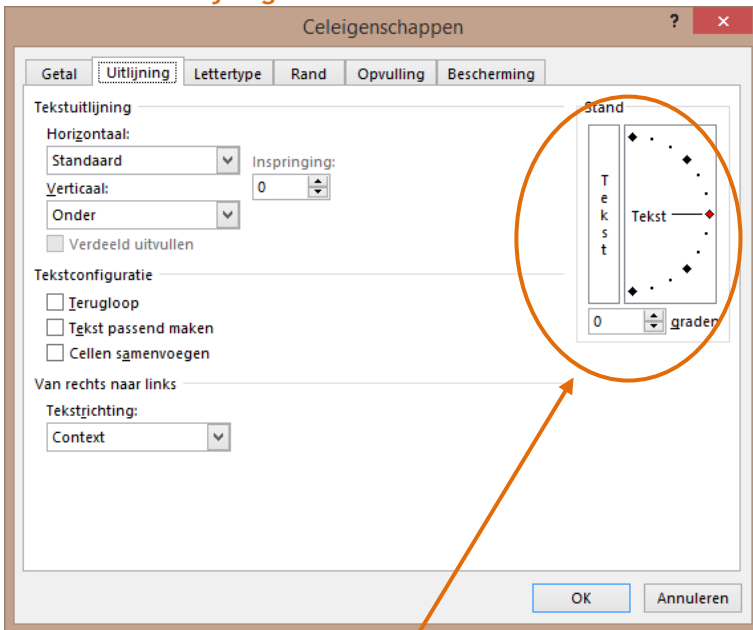 Celeigenschappen
? ×
Getal Uitlijning Lettertype Rand Opvulling Bescherming
Tekstuitlijning
Horizontaal:
Standaard
Inspringing:
0
Verticaal:
Onder
Verdeeld uitvullen
Tekstconfiguratie
Terugloop
Tekst passend maken
Cellen samenvoegen
Van rechts naar links
Tekstrichting:
Context
Stand
Tekst
Tekst
0 graden
OK Annuleren